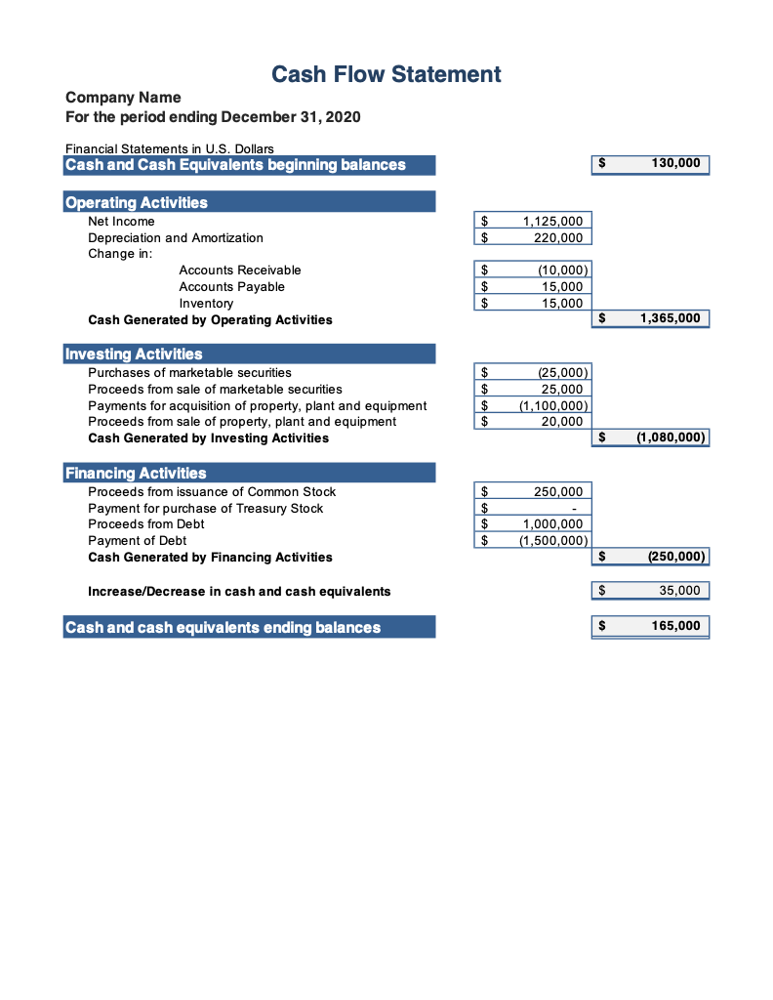 Cash Flow Statement
Company Name
For the period ending December 31, 2020
Financial Statements in U.S. Dollars
Cash and Cash Equivalents beginning balances $ 130,000
Operating Activities
Net Income $ 1,125,000
Depreciation and Amortization $ 220,000
Change in:
Accounts Receivable $ (10,000)
Accounts Payable $ 15,000
Inventory $ 15,000
Cash Generated by Operating Activities $ 1,365,000
Investing Activities
Purchases of marketable securities $ (25,000)
Proceeds from sale of marketable securities $ 25,000
Payments for acquisition of property, plant and equipment $ (1,100,000)
Proceeds from sale of property, plant and equipment $ 20,000
Cash Generated by Investing Activities $ (1,080,000)
Financing Activities
Proceeds from issuance of Common Stock $ 250,000
Payment for purchase of Treasury Stock $ -
Proceeds from Debt $ 1,000,000
Payment of Debt $ (1,500,000)
Cash Generated by Financing Activities $ (250,000)
Increase/Decrease in cash and cash equivalents $ 35,000
Cash and cash equivalents ending balances $ 165,000